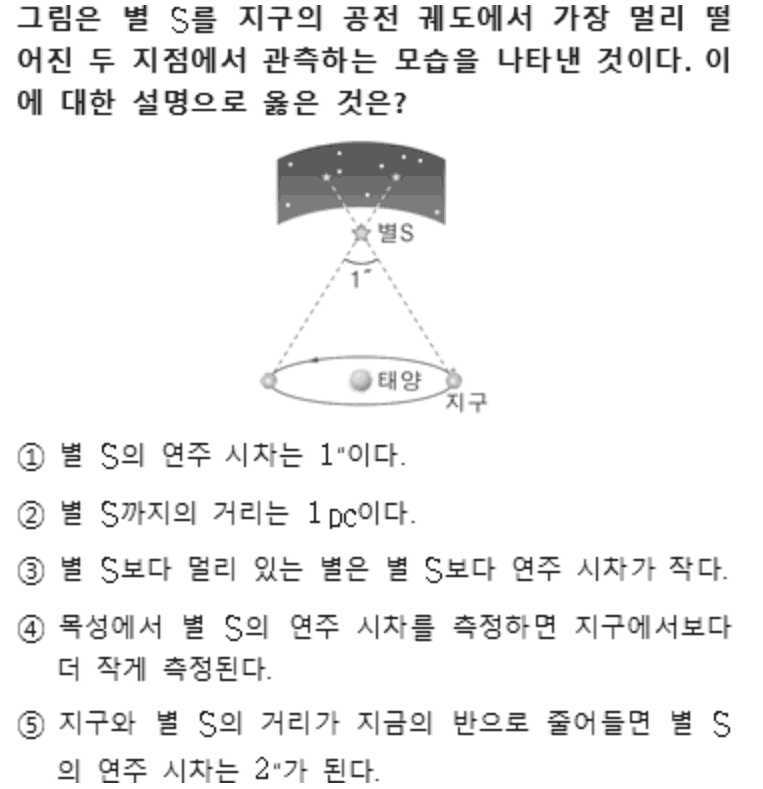 그림은 별 S를 지구의 공전 궤도에서 가장 멀리 떨
어진 두 지점에서 관측하는 모습을 나타낸 것이다. 이
에 대한 설명으로 옳은 것은?
별S
1″
태양
지구
① 별 S의 연주 시차는 1″이다.
② 별 S까지의 거리는 1pc이다.
③ 별 S보다 멀리 있는 별은 별 S보다 연주 시차가 작다.
④ 목성에서 별 S의 연주 시차를 측정하면 지구에서보다
더 작게 측정된다.
⑤ 지구와 별 S의 거리가 지금의 반으로 줄어들면 별 S
의 연주 시차는 2″가 된다.